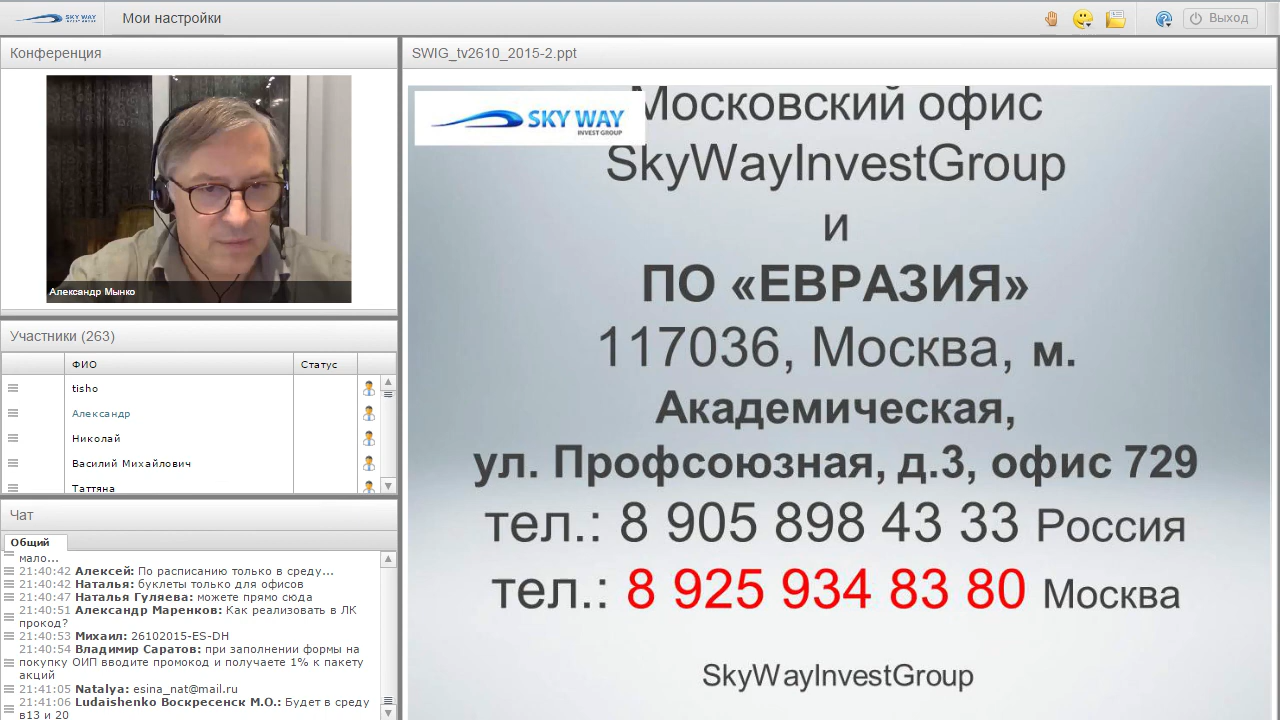 SKY WAY
INVEST GROUP
Мои настройки
Выход
Конференция
Александр Мынко
Участники (263)
ФИО Статус
tisho
Александр
Николай
Василий Михайлович
Таттяна
Чат
Общий
мало...
21:40:42 Алексей: По расписанию только в среду...
21:40:42 Наталья: буклеты только для офисов
21:40:47 Наталья Гуляева: можете прямо сюда
21:40:51 Александр Маренков: Как реализовать в ЛК
прокод?
21:40:53 Михаил: 26102015-ES-DH
21:40:54 Владимир Саратов: при заполнении формы на
покупку ОИП вводите промокод и получаете 1% к пакету
акций
21:41:05 Natalya: esina_nat@mail.ru
21:41:06 Ludaishenko Воскресенск М.О.: Будет в среду
в13 и 20
SWIG_tv2610_2015-2.ppt
SKY WAY
INVEST GROUP
Московский офис
SkyWayInvestGroup
и
ПО «ЕВРАЗИЯ»
117036, Москва, м.
Академическая,
ул. Профсоюзная, д.3, офис 729
тел.: 8 905 898 43 33 Россия
тел.: 8 925 934 83 80 Москва
SkyWayInvestGroup